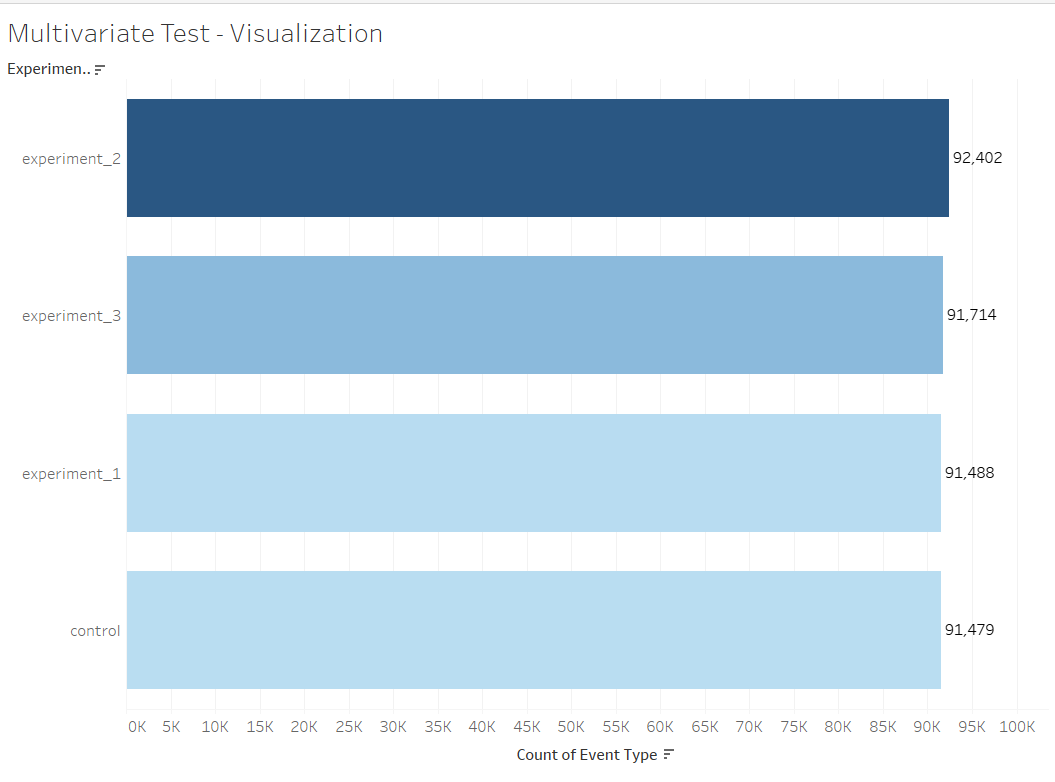 Multivariate Test - Visualization
Experimen..
experiment_2
92,402
experiment_3
91,714
experiment_1
91,488
control
91,479
0K 5K 10K 15K 20K 25K 30K 35K 40K 45K 50K 55K 60K 65K 70K 75K 80K 85K 90K 95K 100K
Count of Event Type